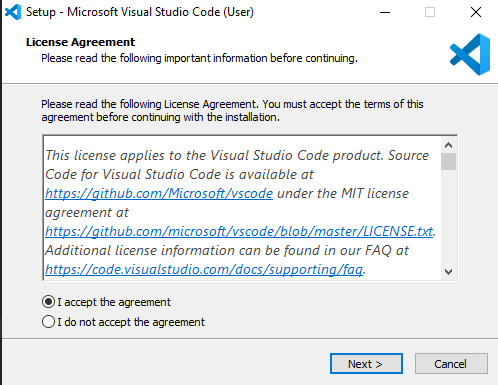 Setup - Microsoft Visual Studio Code (User)
License Agreement
Please read the following important information before continuing.
Please read the following License Agreement. You must accept the terms of this
agreement before continuing with the installation.
This license applies to the Visual Studio Code product. Source
Code for Visual Studio Code is available at
https://github.com/Microsoft/vscode under the MIT license
agreement at
https://github.com/microsoft/vscode/blob/master/LICENSE.txt.
Additional license information can be found in our FAQ at
https://code.visualstudio.com/docs/supporting/faq.
I accept the agreement
I do not accept the agreement
Next >
Cancel